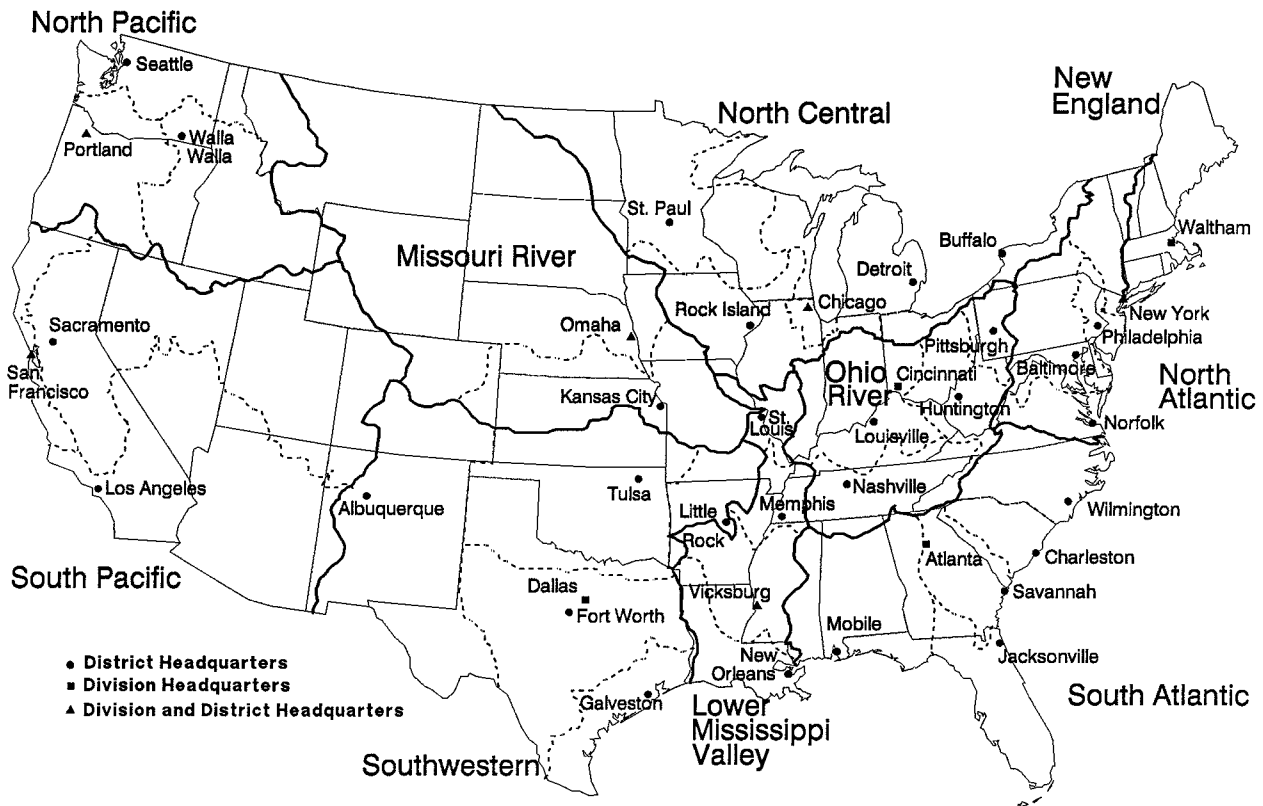 North Pacific
Seattle
New
England
North Central
Walla
Walla
Portland
St. Paul
Waltham
Buffalo
Missouri River
Detroit
Rock Island
Chicago
New York
Sacramento
Omaha
Philadelphia
Pittsburgh
San
Francisco
Ohio
River
Cincinnati
Baltimore
North
Atlantic
Kansas City
Huntington
St.
Louis
Louisville
Norfolk
Los Angeles
Tulsa
Nashville
Albuquerque
Little
Rock
Memphis
Wilmington
South Pacific
Atlanta
Charleston
Dallas
Vicksburg
Savannah
Fort Worth
Mobile
District Headquarters
New
Orleans
Jacksonville
Division Headquarters
Galveston
South Atlantic
Division and District Headquarters
Lower
Mississippi
Valley
Southwestern